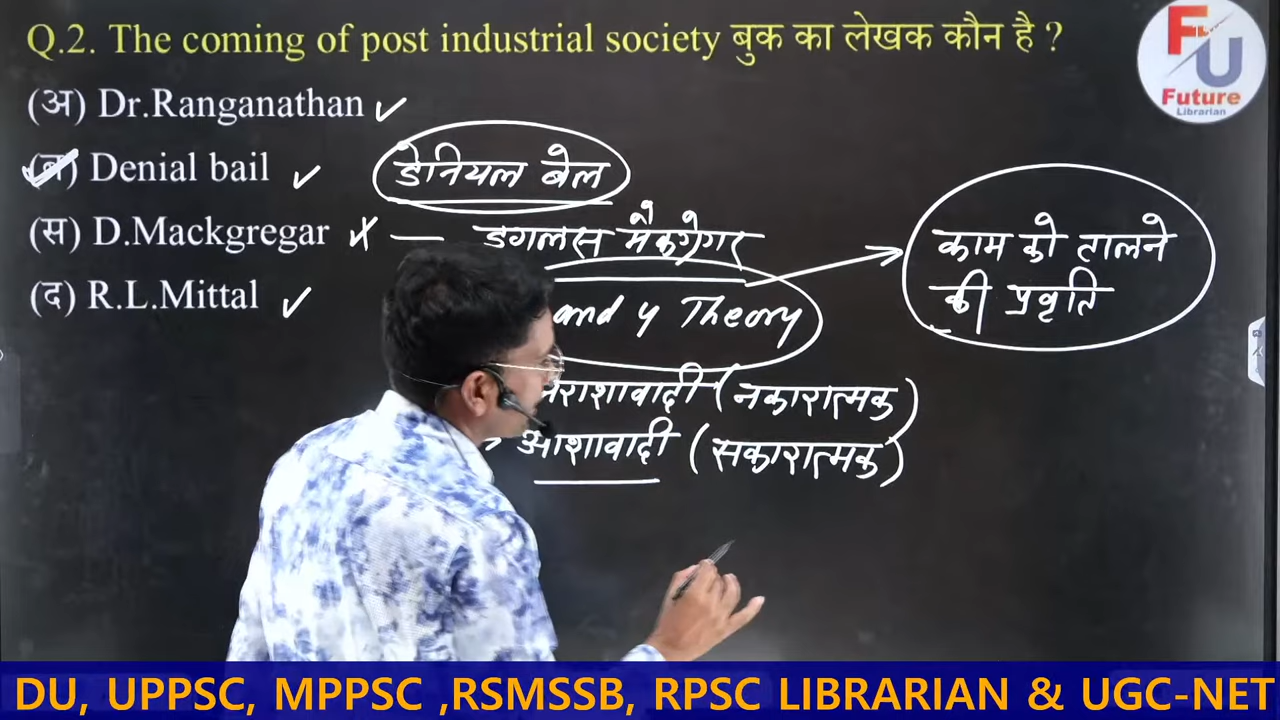 Q.2. The coming of post industrial society बुक का लेखक कौन है ?
(अ) Dr.Ranganathan ✓
Denial bail ✓ डेनियल बेल
(स) D.Mackgregar ✗ — डगलस मैकग्रेगर
(द) R.L.Mittal ✓
and y Theory
काम को टालने
की प्रवृति
(नकारात्मक)
आशावादी (सकारात्मक)
FU
Future
Librarian
DU, UPPSC, MPPSC ,RSMSSB, RPSC LIBRARIAN & UGC-NET